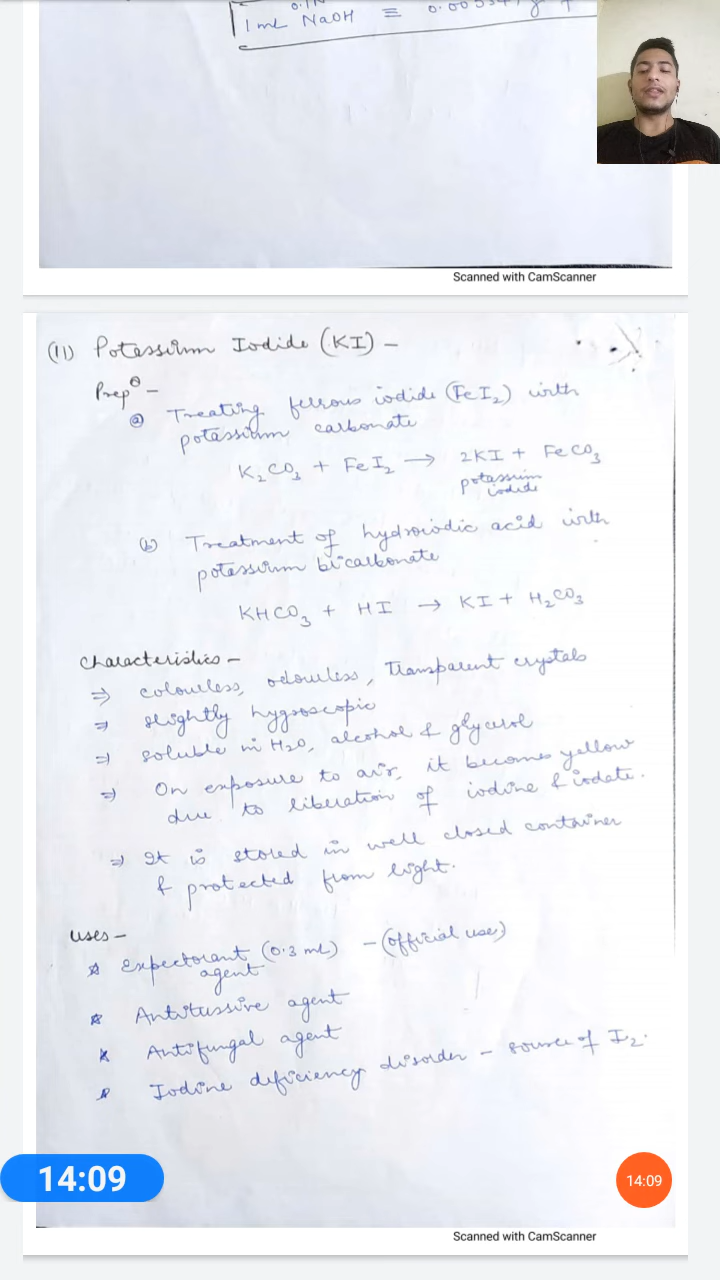 0.1N
1 mL NaOH ≡ 0.00534
Scanned with CamScanner
(11) Potassium Iodide (KI) –
Prepⁿ –
(a) Treating ferrous iodide (FeI₂) with
potassium carbonate
K₂CO₃ + FeI₂ → 2KI + FeCO₃
potassium
iodide
(b) Treatment of hydroiodic acid with
potassium bicarbonate
KHCO₃ + HI → KI + H₂CO₃
Characteristics –
⇒ colourless, odourless, Transparent crystals
⇒ slightly hygroscopic
⇒ soluble in H₂O, alcohol & glycerol
⇒ On exposure to air, it becomes yellow
due to liberation of iodine & iodate.
⇒ It is stored in well closed container
& protected from light.
Uses –
☆ Expectorant (0.3 mL) – (official use)
agent
☆ Antitussive agent
☆ Antifungal agent
☆ Iodine deficiency disorder – source of I₂.
14:09
14:09
Scanned with CamScanner